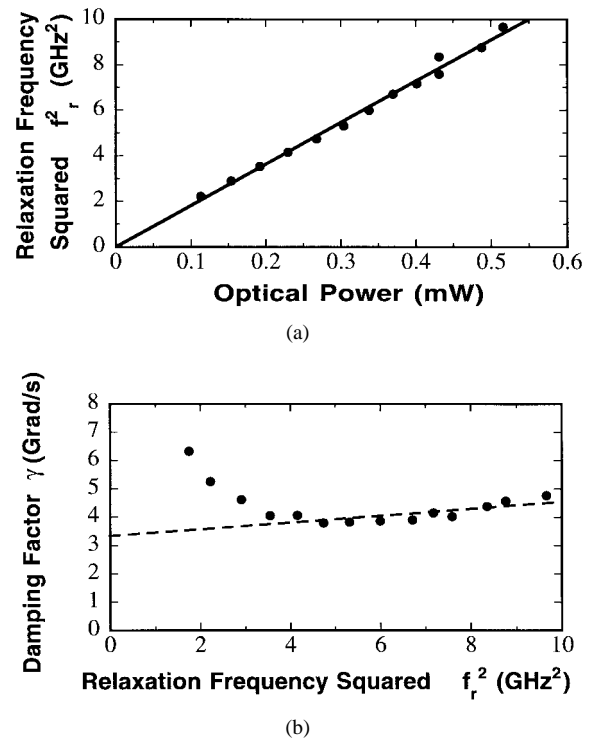 Relaxation Frequency
Squared f_r^2 (GHz^2)
10
8
6
4
2
0
0 0.1 0.2 0.3 0.4 0.5 0.6
Optical Power (mW)
(a)
Damping Factor γ (Grad/s)
8
7
6
5
4
3
2
1
0
0 2 4 6 8 10
Relaxation Frequency Squared f_r^2 (GHz^2)
(b)